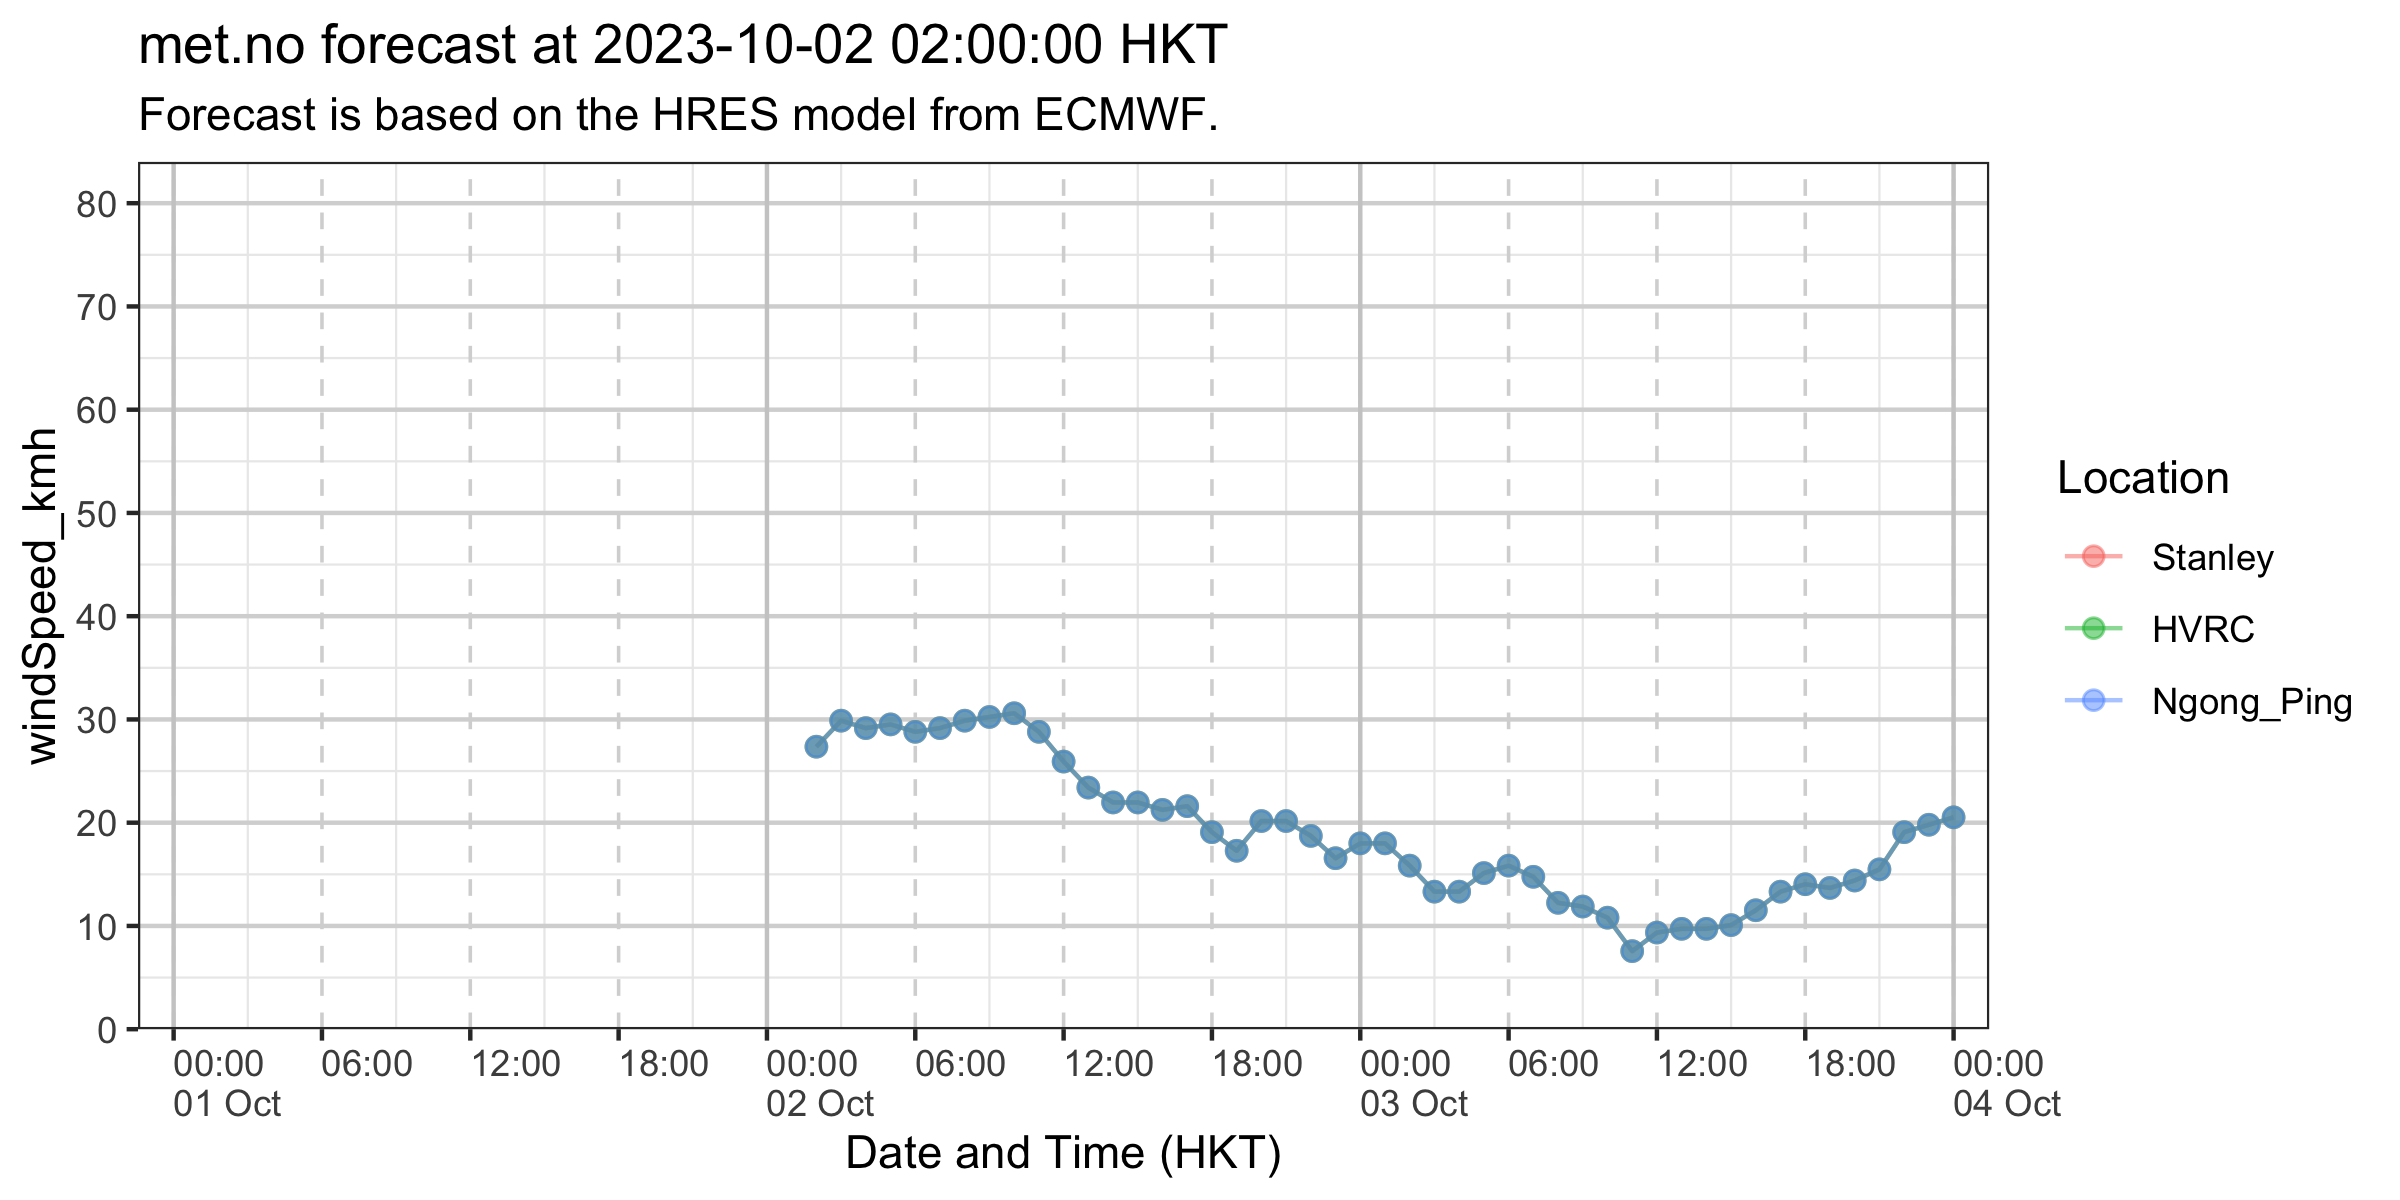 met.no forecast at 2023-10-02 02:00:00 HKT
Forecast is based on the HRES model from ECMWF.
windSpeed_kmh
80
70
60
50
40
30
20
10
0
00:00 06:00 12:00 18:00 00:00 06:00 12:00 18:00 00:00 06:00 12:00 18:00 00:00
01 Oct 02 Oct 03 Oct 04 Oct
Date and Time (HKT)
Location
Stanley
HVRC
Ngong_Ping